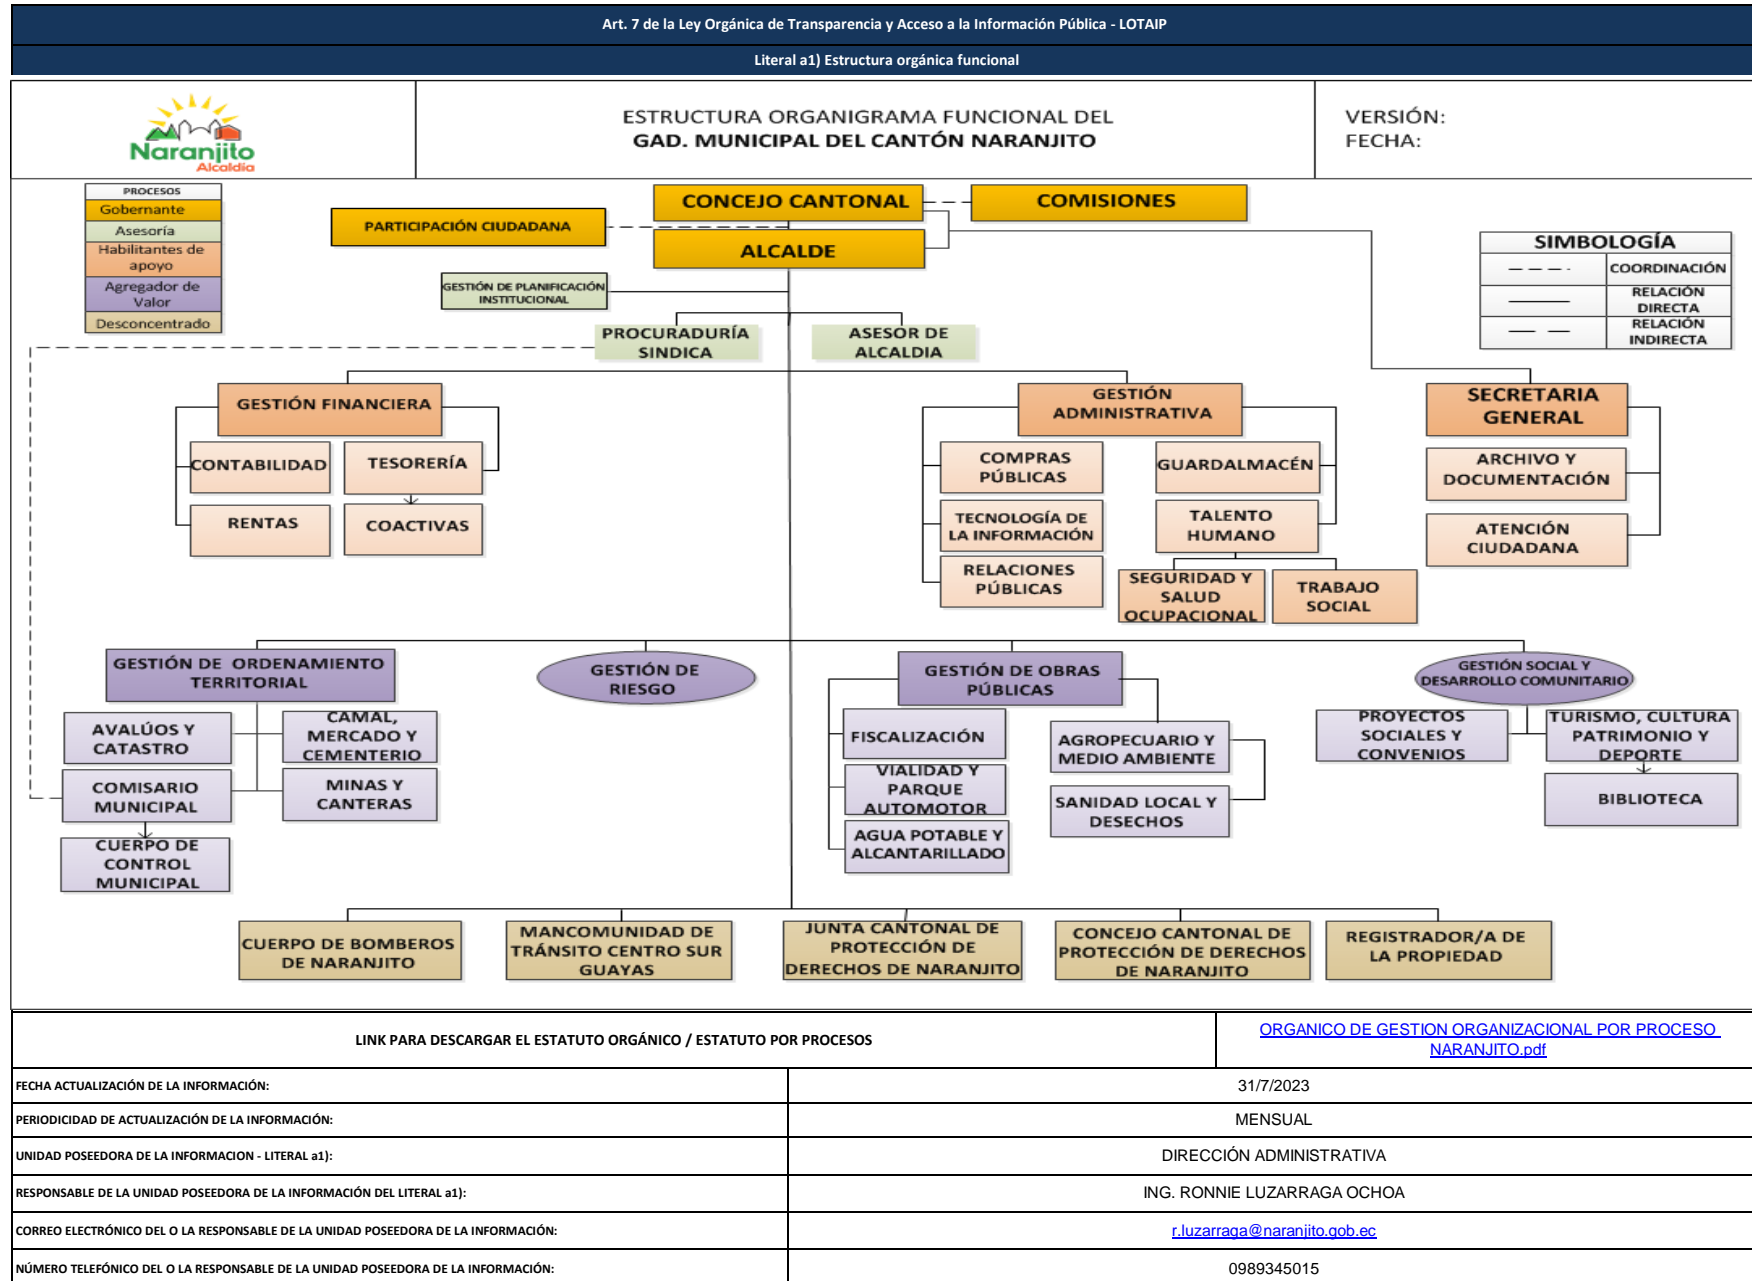 Art. 7 de la Ley Orgánica de Transparencia y Acceso a la Información Pública - LOTAIP
Literal a1) Estructura orgánica funcional
Naranjito
Alcaldía
ESTRUCTURA ORGANIGRAMA FUNCIONAL DEL
GAD. MUNICIPAL DEL CANTÓN NARANJITO
VERSIÓN:
FECHA:
PROCESOS
Gobernante
Asesoría
Habilitantes de
apoyo
Agregador de
Valor
Desconcentrado
CONCEJO CANTONAL
COMISIONES
PARTICIPACIÓN CIUDADANA
ALCALDE
SIMBOLOGÍA
COORDINACIÓN
RELACIÓN
DIRECTA
RELACIÓN
INDIRECTA
GESTIÓN DE PLANIFICACIÓN
INSTITUCIONAL
PROCURADURÍA
SINDICA
ASESOR DE
ALCALDIA
GESTIÓN FINANCIERA
GESTIÓN
ADMINISTRATIVA
SECRETARIA
GENERAL
CONTABILIDAD
TESORERÍA
RENTAS
COACTIVAS
COMPRAS
PÚBLICAS
GUARDALMACÉN
TECNOLOGÍA DE
LA INFORMACIÓN
TALENTO
HUMANO
RELACIONES
PÚBLICAS
SEGURIDAD Y
SALUD
OCUPACIONAL
TRABAJO
SOCIAL
ARCHIVO Y
DOCUMENTACIÓN
ATENCIÓN
CIUDADANA
GESTIÓN DE ORDENAMIENTO
TERRITORIAL
GESTIÓN DE
RIESGO
GESTIÓN DE OBRAS
PÚBLICAS
GESTIÓN SOCIAL Y
DESARROLLO COMUNITARIO
AVALÚOS Y
CATASTRO
CAMAL,
MERCADO Y
CEMENTERIO
COMISARIO
MUNICIPAL
MINAS Y
CANTERAS
CUERPO DE
CONTROL
MUNICIPAL
FISCALIZACIÓN
AGROPECUARIO Y
MEDIO AMBIENTE
VIALIDAD Y
PARQUE
AUTOMOTOR
SANIDAD LOCAL Y
DESECHOS
AGUA POTABLE Y
ALCANTARILLADO
PROYECTOS
SOCIALES Y
CONVENIOS
TURISMO, CULTURA
PATRIMONIO Y
DEPORTE
BIBLIOTECA
CUERPO DE BOMBEROS
DE NARANJITO
MANCOMUNIDAD DE
TRÁNSITO CENTRO SUR
GUAYAS
JUNTA CANTONAL DE
PROTECCIÓN DE
DERECHOS DE NARANJITO
CONCEJO CANTONAL DE
PROTECCIÓN DE DERECHOS
DE NARANJITO
REGISTRADOR/A DE
LA PROPIEDAD
LINK PARA DESCARGAR EL ESTATUTO ORGÁNICO / ESTATUTO POR PROCESOS
ORGANICO DE GESTION ORGANIZACIONAL POR PROCESO
NARANJITO.pdf
FECHA ACTUALIZACIÓN DE LA INFORMACIÓN:
31/7/2023
PERIODICIDAD DE ACTUALIZACIÓN DE LA INFORMACIÓN:
MENSUAL
UNIDAD POSEEDORA DE LA INFORMACION - LITERAL a1):
DIRECCIÓN ADMINISTRATIVA
RESPONSABLE DE LA UNIDAD POSEEDORA DE LA INFORMACIÓN DEL LITERAL a1):
ING. RONNIE LUZARRAGA OCHOA
CORREO ELECTRÓNICO DEL O LA RESPONSABLE DE LA UNIDAD POSEEDORA DE LA INFORMACIÓN:
r.luzarraga@naranjito.gob.ec
NÚMERO TELEFÓNICO DEL O LA RESPONSABLE DE LA UNIDAD POSEEDORA DE LA INFORMACIÓN:
0989345015